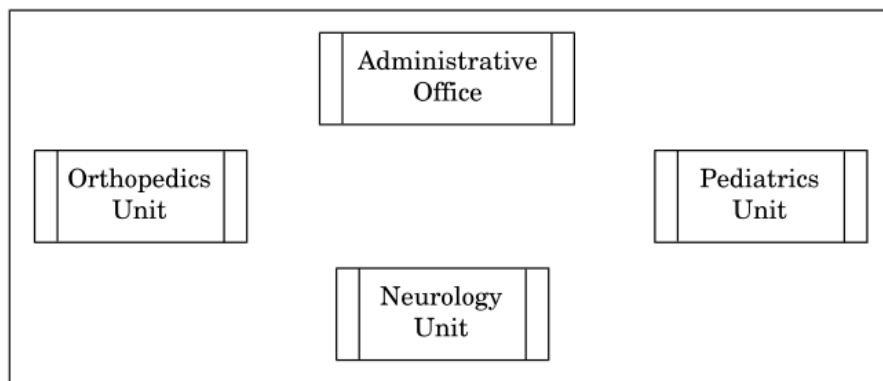 Administrative
Office
Orthopedics
Unit
Pediatrics
Unit
Neurology
Unit